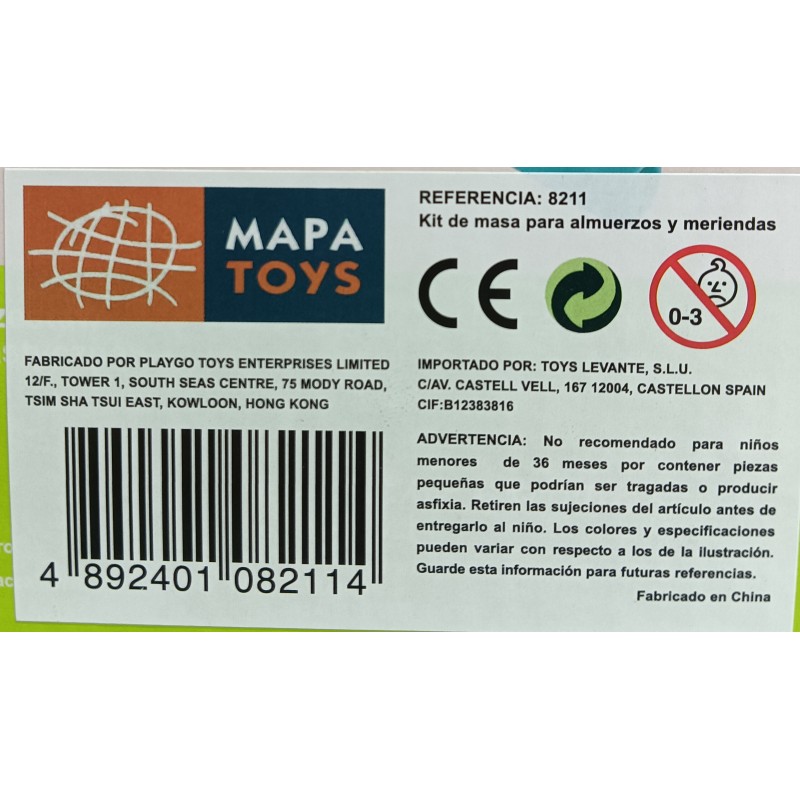 MAPA
TOYS
REFERENCIA: 8211
Kit de masa para almuerzos y meriendas
CE
0-3
FABRICADO POR PLAYGO TOYS ENTERPRISES LIMITED
12/F., TOWER 1, SOUTH SEAS CENTRE, 75 MODY ROAD,
TSIM SHA TSUI EAST, KOWLOON, HONG KONG
IMPORTADO POR: TOYS LEVANTE, S.L.U.
C/AV. CASTELL VELL, 167 12004, CASTELLON SPAIN
CIF:B12383816
ADVERTENCIA: No recomendado para niños
menores de 36 meses por contener piezas
pequeñas que podrían ser tragadas o producir
asfixia. Retiren las sujeciones del artículo antes de
entregarlo al niño. Los colores y especificaciones
pueden variar con respecto a los de la ilustración.
Guarde esta información para futuras referencias.
Fabricado en China
4 892401 082114